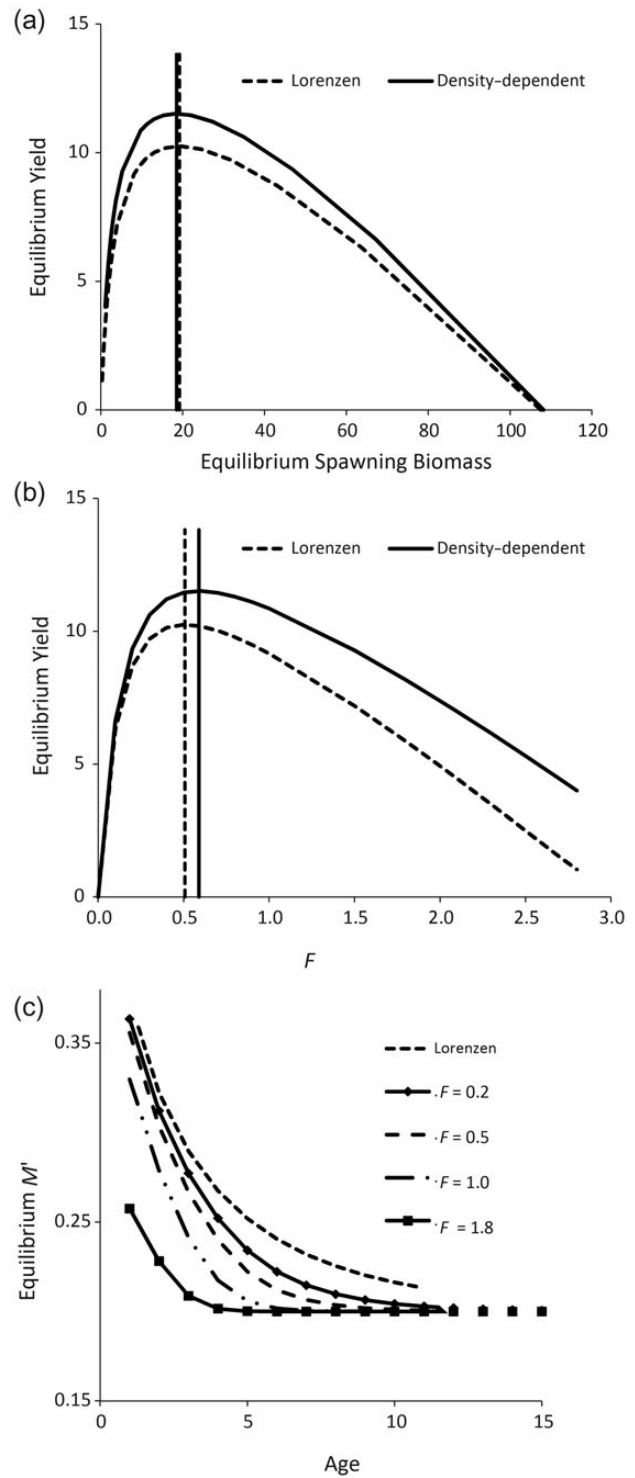 (a)
15
Lorenzen
Density-dependent
10
5
0
Equilibrium Yield
0 20 40 60 80 100 120
Equilibrium Spawning Biomass
(b)
15
Lorenzen
Density-dependent
10
5
0
Equilibrium Yield
0.0 0.5 1.0 1.5 2.0 2.5 3.0
F
(c)
0.35
0.25
0.15
Equilibrium M'
Lorenzen
.F = 0.2
.F = 0.5
.F = 1.0
.F = 1.8
0 5 10 15
Age